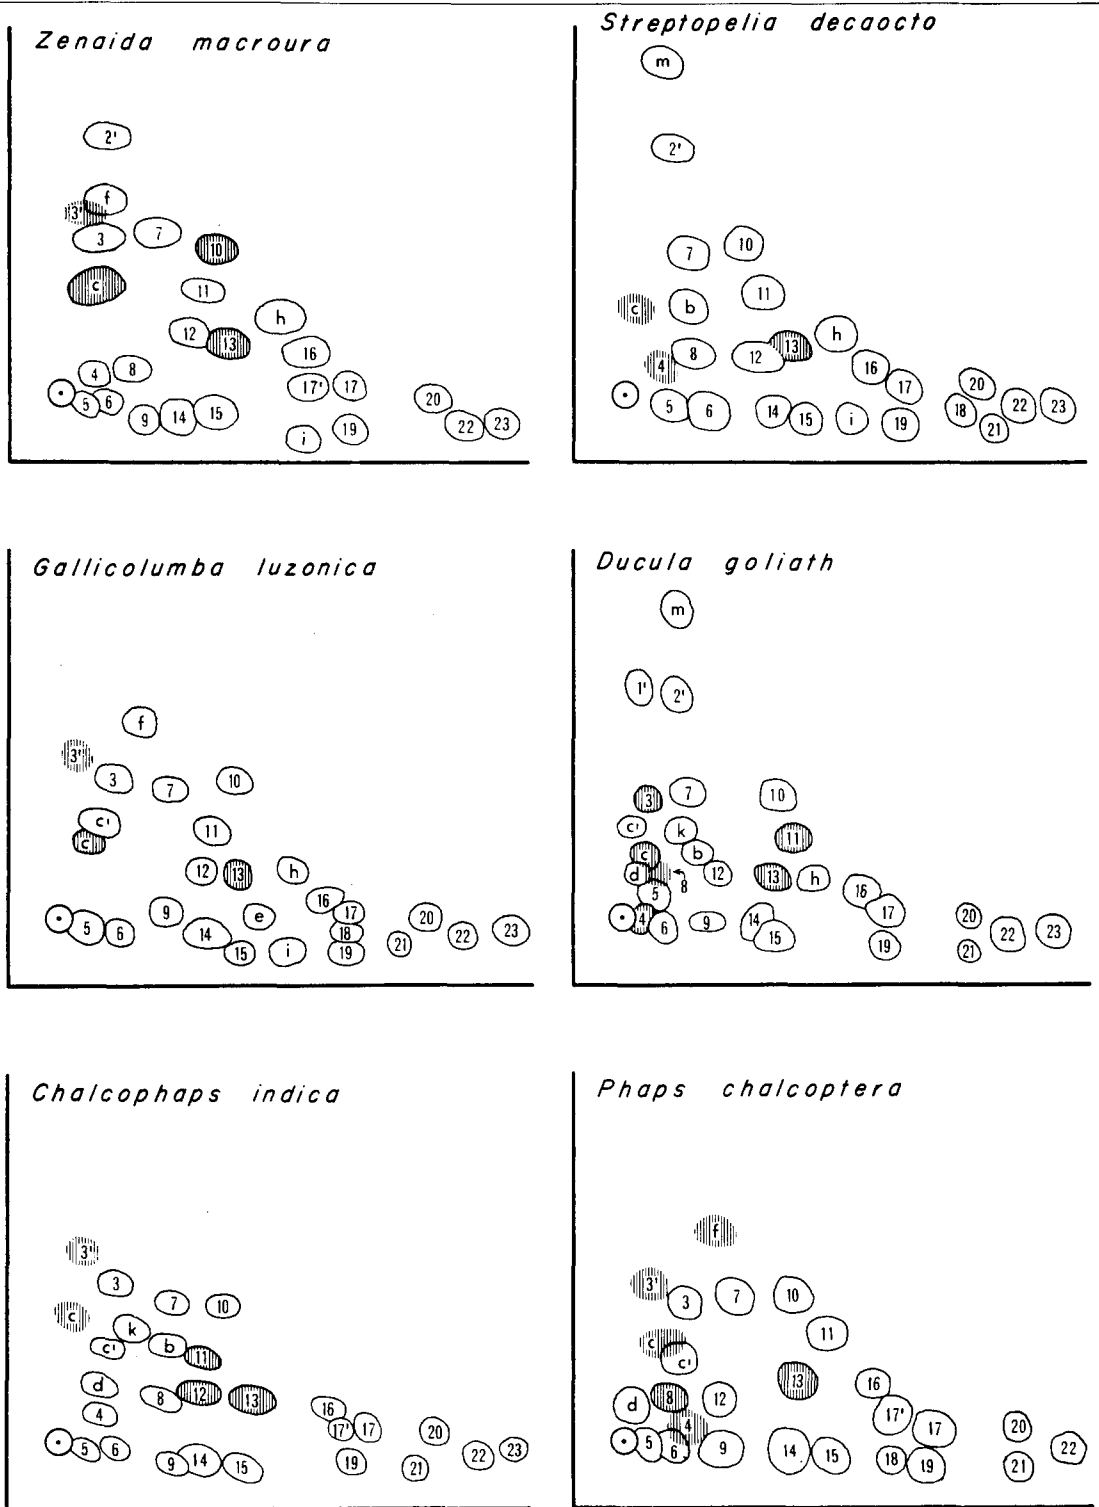 Zenaida macroura
2'
f
3'
3 7 10
c 11
h
12 13 16
4 8 17' 17
5 6 9 14 15 20
i 19 22 23
Streptopelia decaocto
m
2'
7 10
c b 11
h
4 8 12 13 16
17 20
5 6 14 15 i 19 18 21 22 23
Gallicolumba luzonica
f
3'
3 7 10
c' 11
c
12 13 h
16
9 e 17 20
5 6 14 18 21 22 23
15 i 19
Ducula goliath
m
1' 2'
3 7 10
c' k 11
c b
d 8 12 13 h
5 16
4 6 9 14 17 20
15 19 21 22 23
Chalcophaps indica
3'
3
7 10
c k
c' b 11
d 8 12 13
4 16
17' 17 20
5 6 9 14 15 19 21 22 23
Phaps chalcoptera
f
3'
3 7 10
11
c
c'
13 16
d 8 12
4 17' 17 20
5 6 9 14 15 18 19 21 22